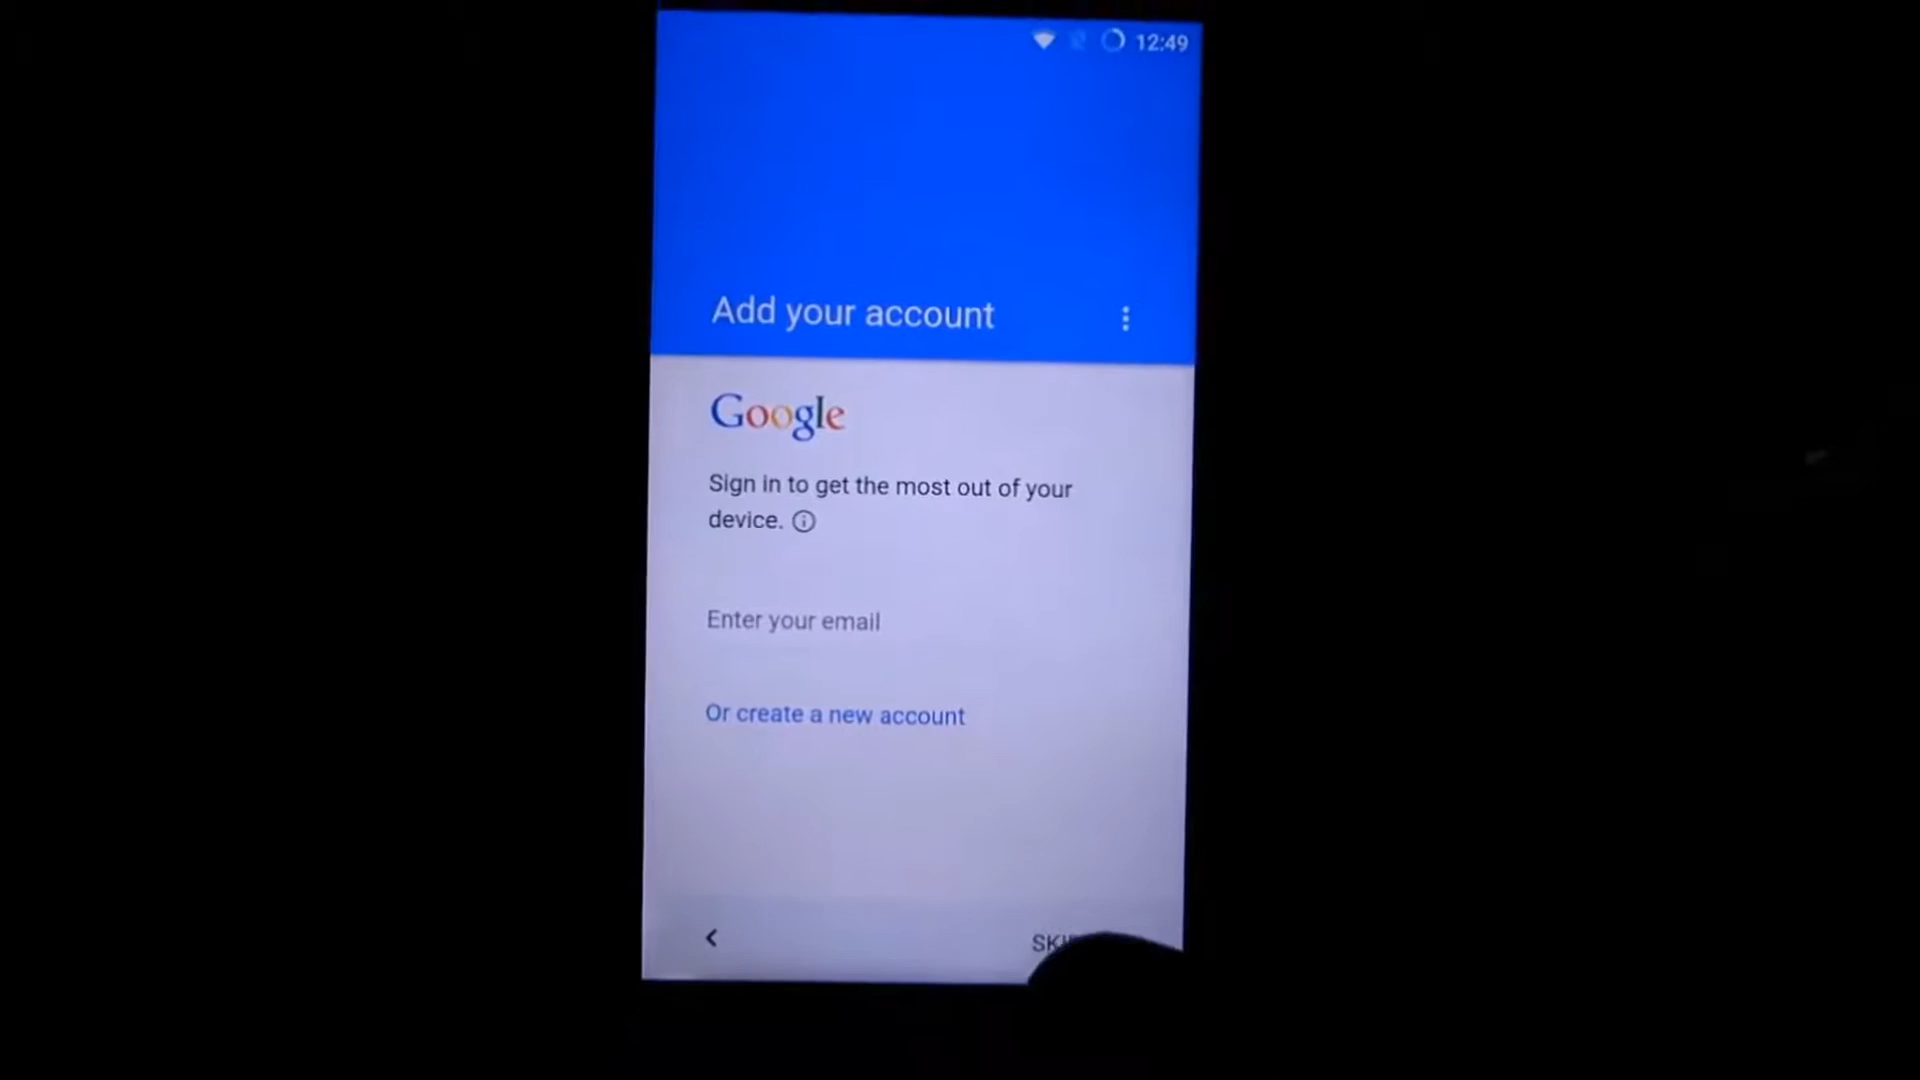 12:49
Add your account
Google
Sign in to get the most out of your
device.
Enter your email
Or create a new account